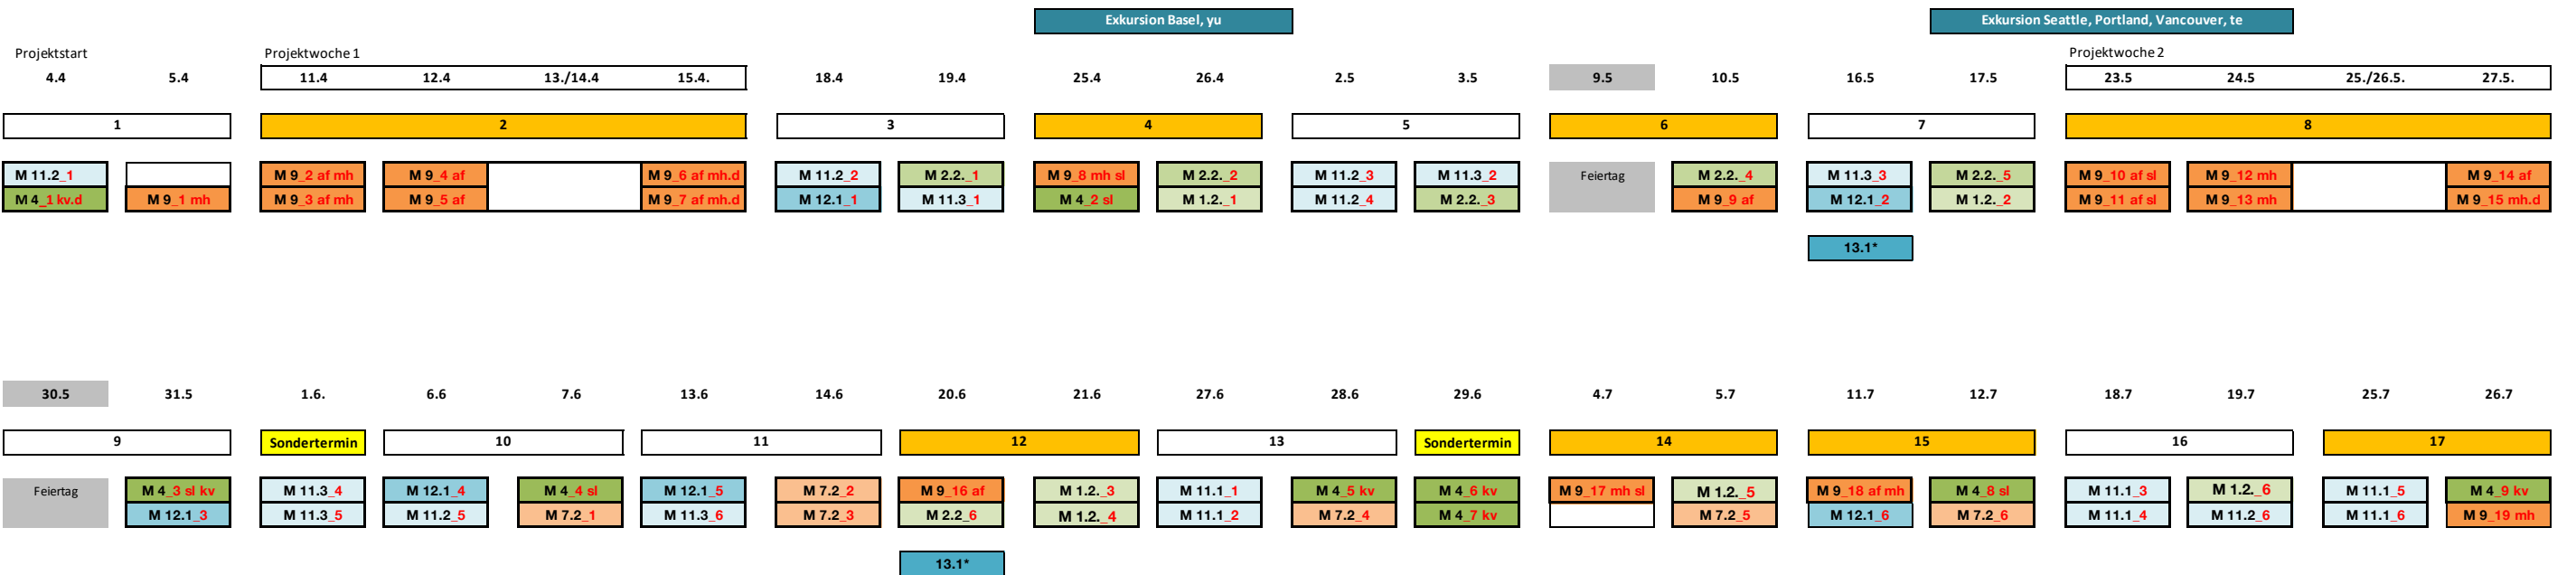 Exkursion Basel, yu Exkursion Seattle, Portland, Vancouver, te
Projektstart Projektwoche 1 Projektwoche 2
4.4 5.4 11.4 12.4 13./14.4 15.4. 18.4 19.4 25.4 26.4 2.5 3.5 9.5 10.5 16.5 17.5 23.5 24.5 25./26.5. 27.5.
1 2 3 4 5 6 7 8
M 11.2_1 M 9_2 af mh M 9_4 af M 9_6 af mh.d M 11.2_2 M 2.2._1 M 9_8 mh sl M 2.2._2 M 11.2_3 M 11.3_2 Feiertag M 2.2._4 M 11.3_3 M 2.2._5 M 9_10 af sl M 9_12 mh M 9_14 af
M 4_1 kv.d M 9_1 mh M 9_3 af mh M 9_5 af M 9_7 af mh.d M 12.1_1 M 11.3_1 M 4_2 sl M 1.2._1 M 11.2_4 M 2.2._3 M 9_9 af M 12.1_2 M 1.2._2 M 9_11 af sl M 9_13 mh M 9_15 mh.d
13.1*
30.5 31.5 1.6. 6.6 7.6 13.6 14.6 20.6 21.6 27.6 28.6 29.6 4.7 5.7 11.7 12.7 18.7 19.7 25.7 26.7
9 Sondertermin 10 11 12 13 Sondertermin 14 15 16 17
Feiertag M 4_3 sl kv M 11.3_4 M 12.1_4 M 4_4 sl M 12.1_5 M 7.2_2 M 9_16 af M 1.2._3 M 11.1_1 M 4_5 kv M 4_6 kv M 9_17 mh sl M 1.2._5 M 9_18 af mh M 4_8 sl M 11.1_3 M 1.2._6 M 11.1_5 M 4_9 kv
M 12.1_3 M 11.3_5 M 11.2_5 M 7.2_1 M 11.3_6 M 7.2_3 M 2.2_6 M 1.2._4 M 11.1_2 M 7.2_4 M 4_7 kv M 7.2_5 M 12.1_6 M 7.2_6 M 11.1_4 M 11.2_6 M 11.1_6 M 9_19 mh
13.1*